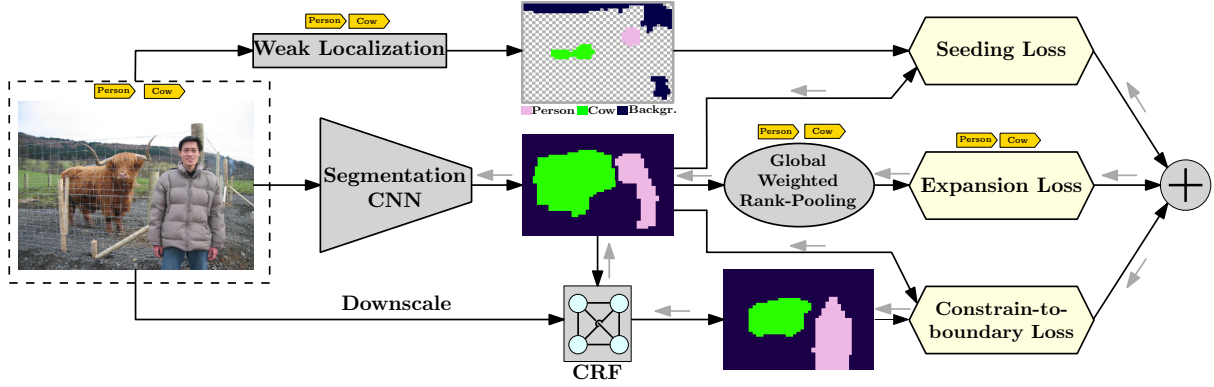 Person Cow
Weak Localization
Person Cow
Person Cow Backgr.
Seeding Loss
Segmentation
CNN
Person Cow
Global
Weighted
Rank-Pooling
Person Cow
Expansion Loss
Downscale
CRF
Constrain-to-
boundary Loss